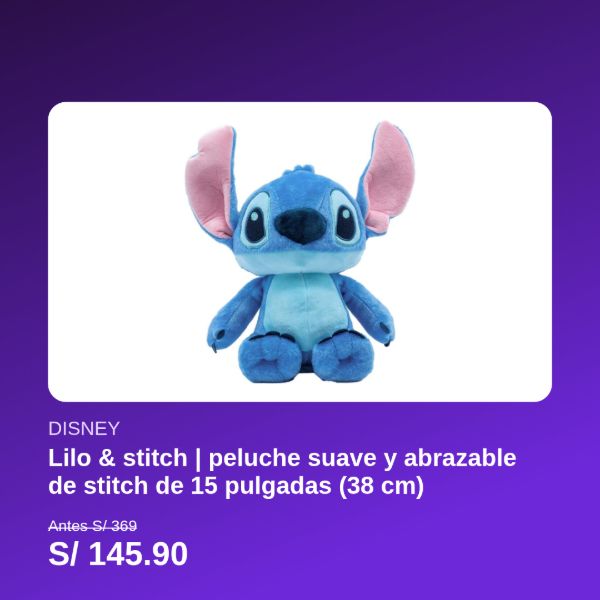 DISNEY
Lilo & stitch | peluche suave y abrazable
de stitch de 15 pulgadas (38 cm)
Antes S/ 369
S/ 145.90